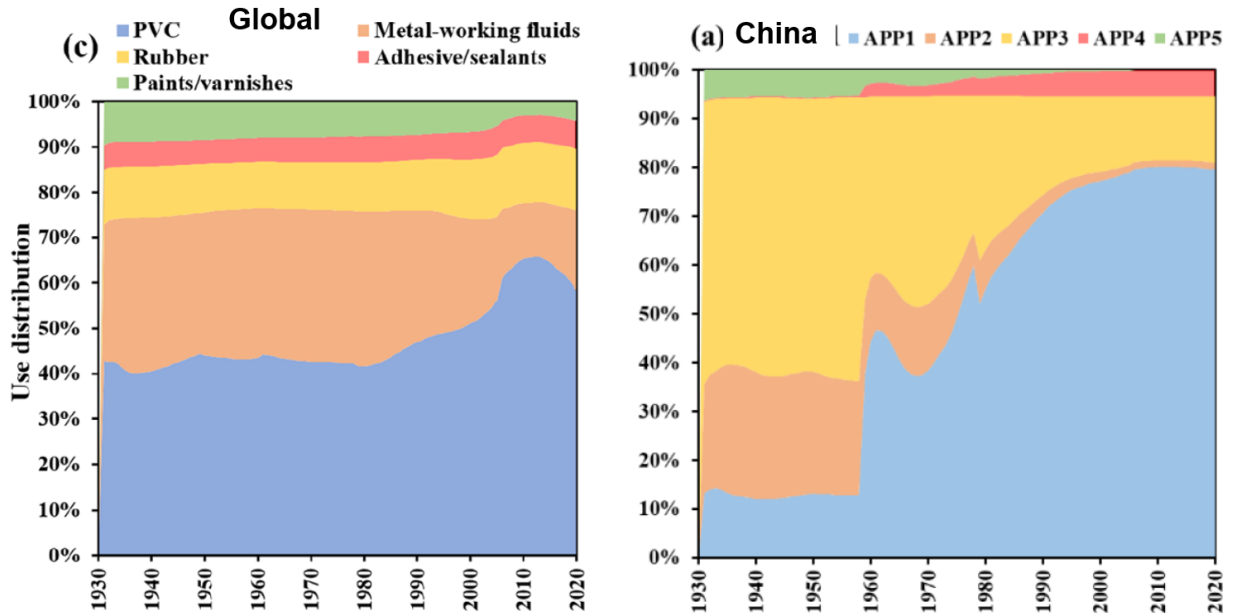 Global
(c)
PVC
Metal-working fluids
Rubber
Adhesive/sealants
Paints/varnishes
Use distribution
100%
90%
80%
70%
60%
50%
40%
30%
20%
10%
0%
1930 1940 1950 1960 1970 1980 1990 2000 2010 2020
(a) China
APP1 APP2 APP3 APP4 APP5
100%
90%
80%
70%
60%
50%
40%
30%
20%
10%
0%
1930 1940 1950 1960 1970 1980 1990 2000 2010 2020